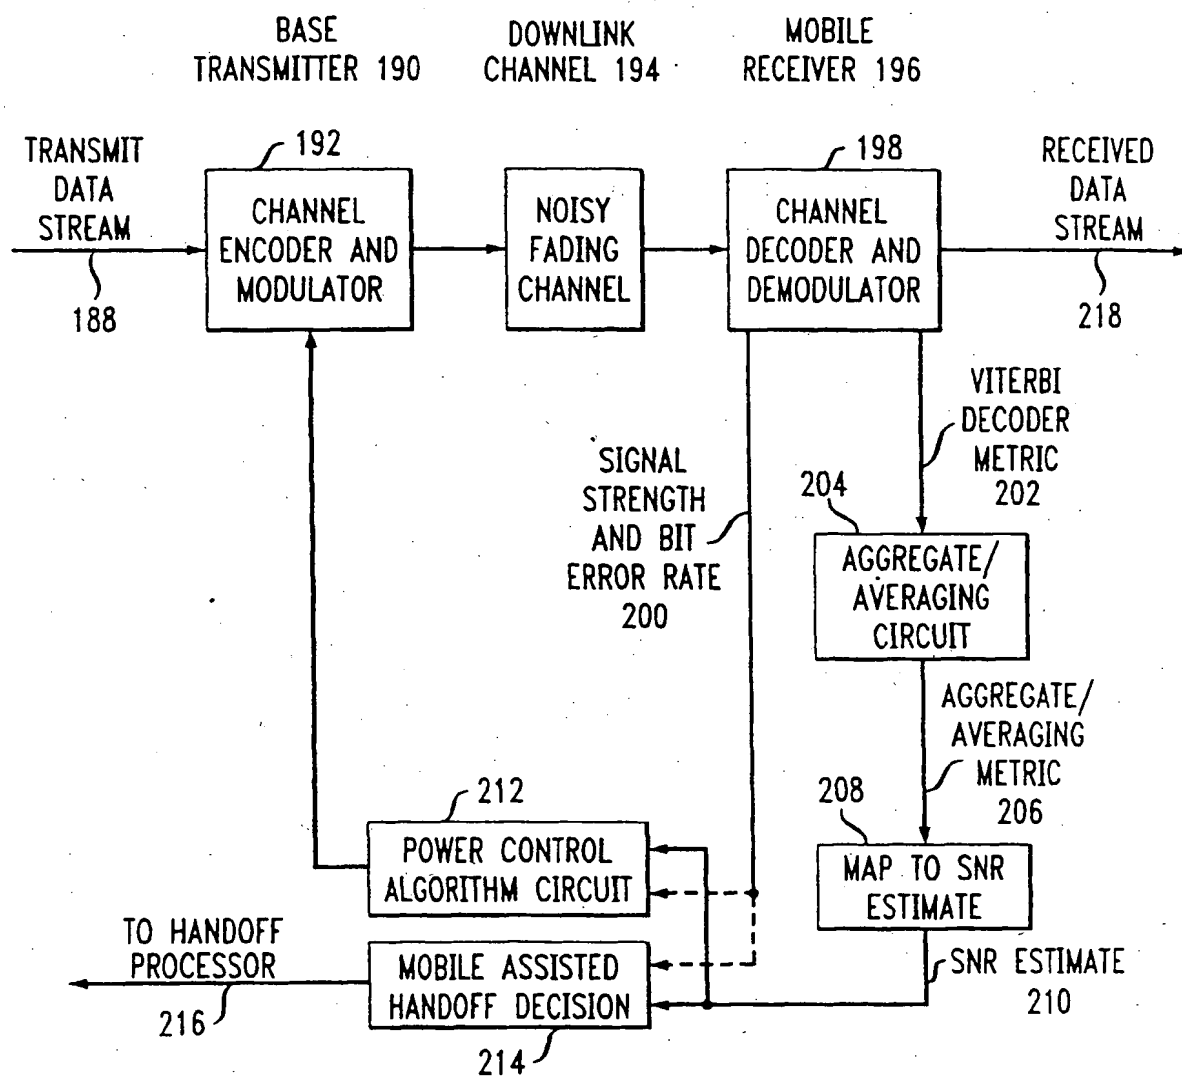 BASE
TRANSMITTER 190
DOWNLINK
CHANNEL 194
MOBILE
RECEIVER 196
TRANSMIT
DATA
STREAM
188
192
CHANNEL
ENCODER AND
MODULATOR
NOISY
FADING
CHANNEL
198
CHANNEL
DECODER AND
DEMODULATOR
RECEIVED
DATA
STREAM
218
SIGNAL
STRENGTH
AND BIT
ERROR RATE
200
VITERBI
DECODER
METRIC
202
204
AGGREGATE/
AVERAGING
CIRCUIT
AGGREGATE/
AVERAGING
METRIC
206
208
MAP TO SNR
ESTIMATE
SNR ESTIMATE
210
212
POWER CONTROL
ALGORITHM CIRCUIT
MOBILE ASSISTED
HANDOFF DECISION
214
TO HANDOFF
PROCESSOR
216